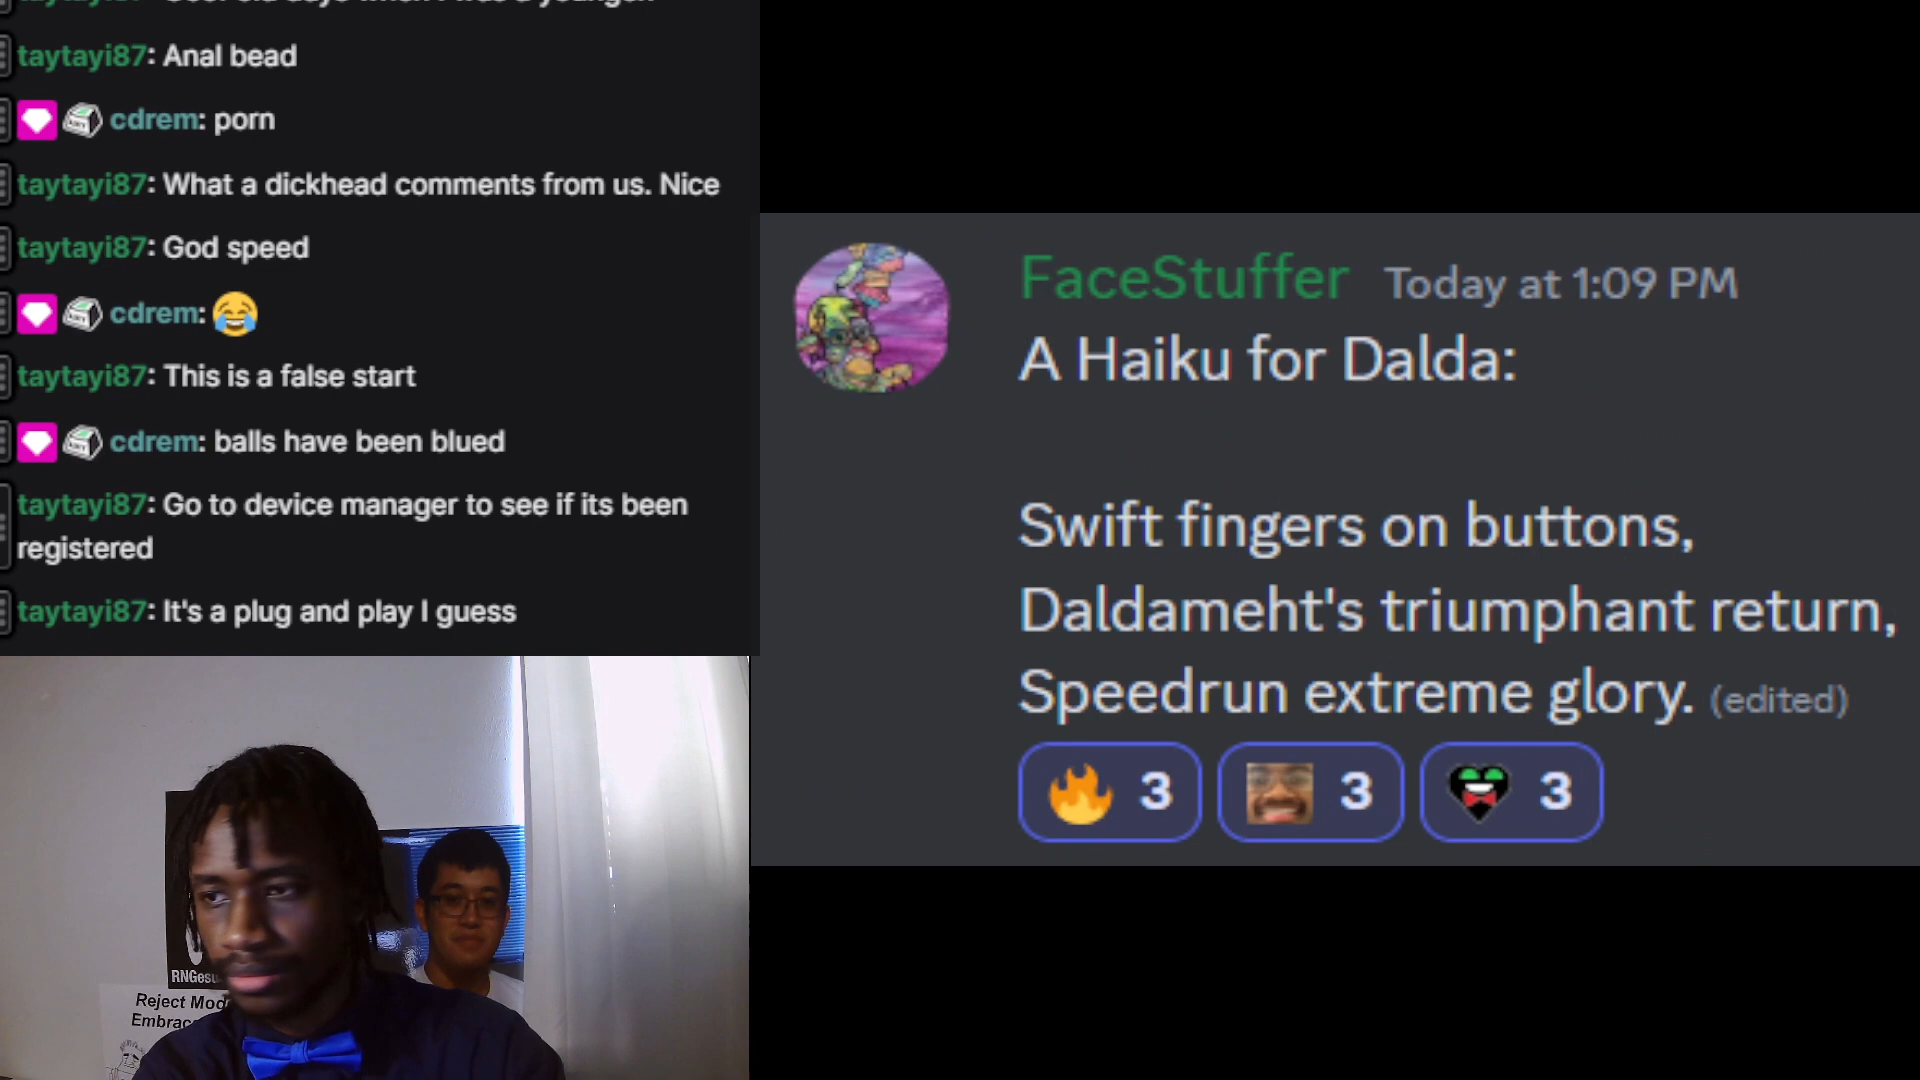 taytayi87: Anal bead
cdrem: porn
taytayi87: What a dickhead comments from us. Nice
taytayi87: God speed
cdrem: 😂
taytayi87: This is a false start
cdrem: balls have been blued
taytayi87: Go to device manager to see if its been
registered
taytayi87: It's a plug and play I guess
FaceStuffer Today at 1:09 PM
A Haiku for Dalda:
Swift fingers on buttons,
Daldameht's triumphant return,
Speedrun extreme glory. (edited)
🔥 3 3 3
RNGesu
Reject Mod
Embrac